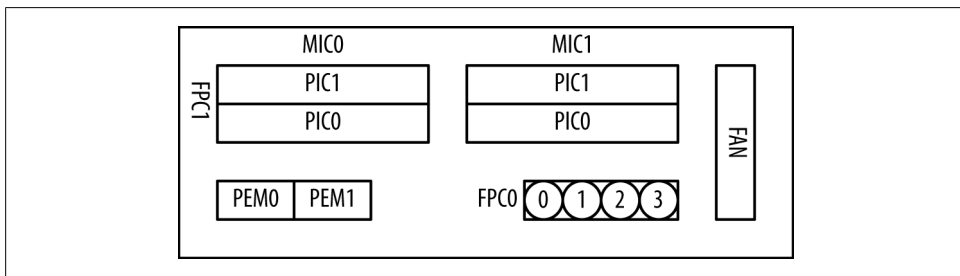 MIC0 MIC1
FPC1
PIC1 PIC1
PIC0 PIC0
FAN
PEM0 PEM1 FPC0 0 1 2 3